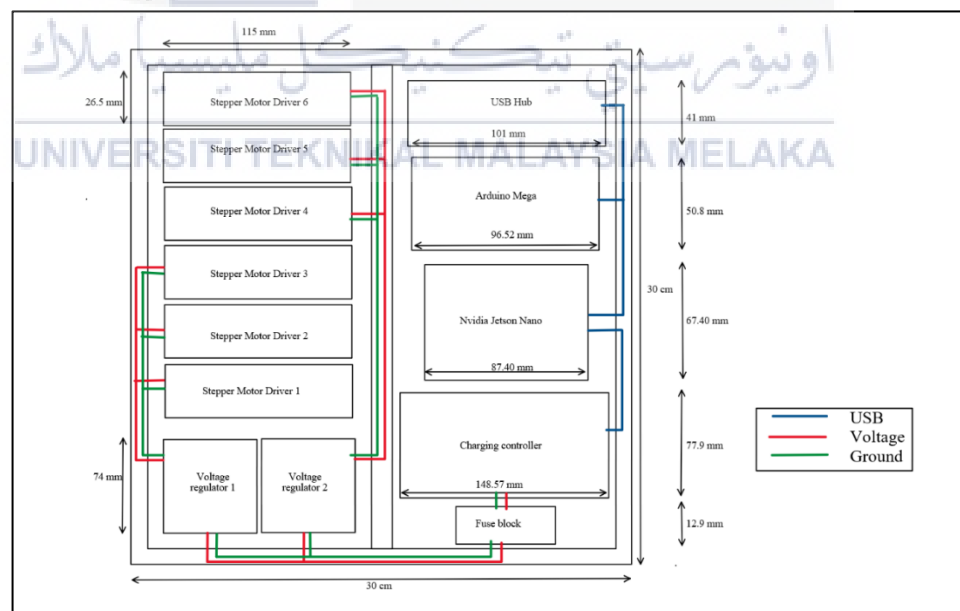 115 mm
اونيۏرسيتي تيكنيكل مليسيا ملاك
UNIVERSITI TEKNIKAL MALAYSIA MELAKA
26.5 mm
Stepper Motor Driver 6
Stepper Motor Driver 5
Stepper Motor Driver 4
Stepper Motor Driver 3
Stepper Motor Driver 2
Stepper Motor Driver 1
74 mm
Voltage
regulator 1
Voltage
regulator 2
USB Hub
101 mm
41 mm
Arduino Mega
96.52 mm
50.8 mm
30 cm
Nvidia Jetson Nano
87.40 mm
67.40 mm
Charging controller
148.57 mm
77.9 mm
Fuse block
12.9 mm
30 cm
USB
Voltage
Ground